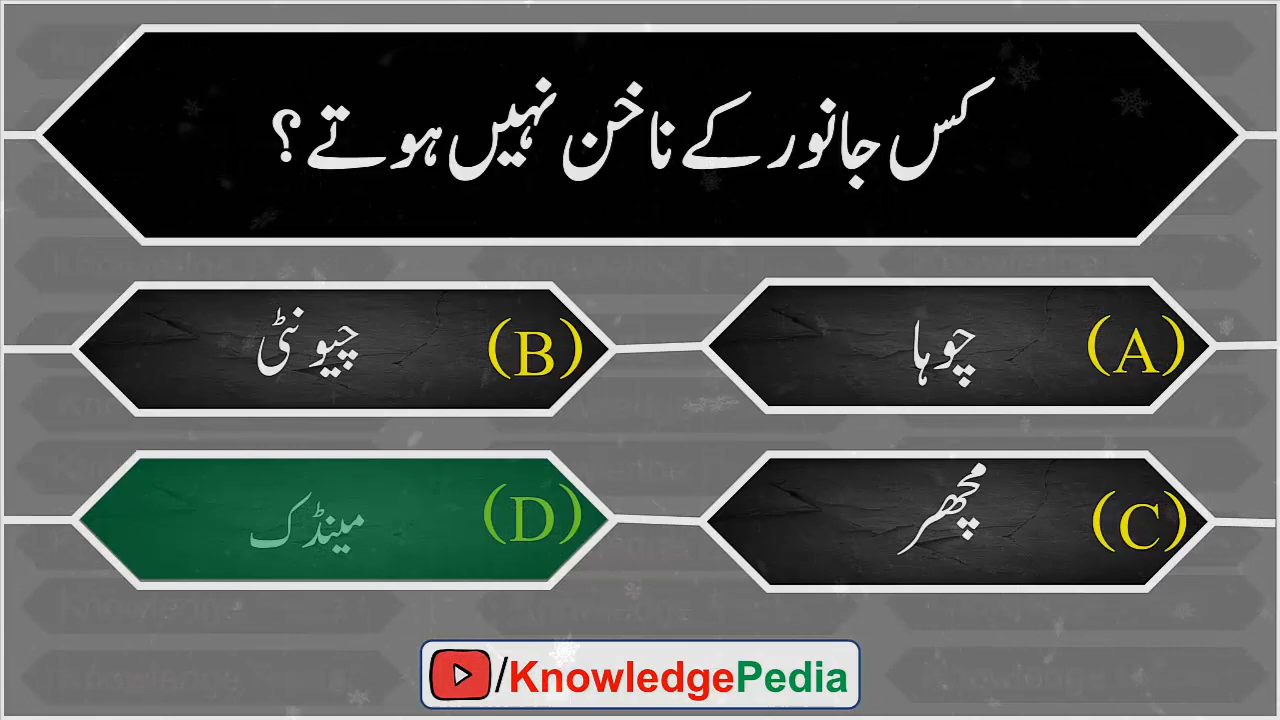 کس جانور کے ناخن نہیں ہوتے؟
(A) چوہا
(B) چیونٹی
(C) مچھر
(D) مینڈک
/KnowledgePedia